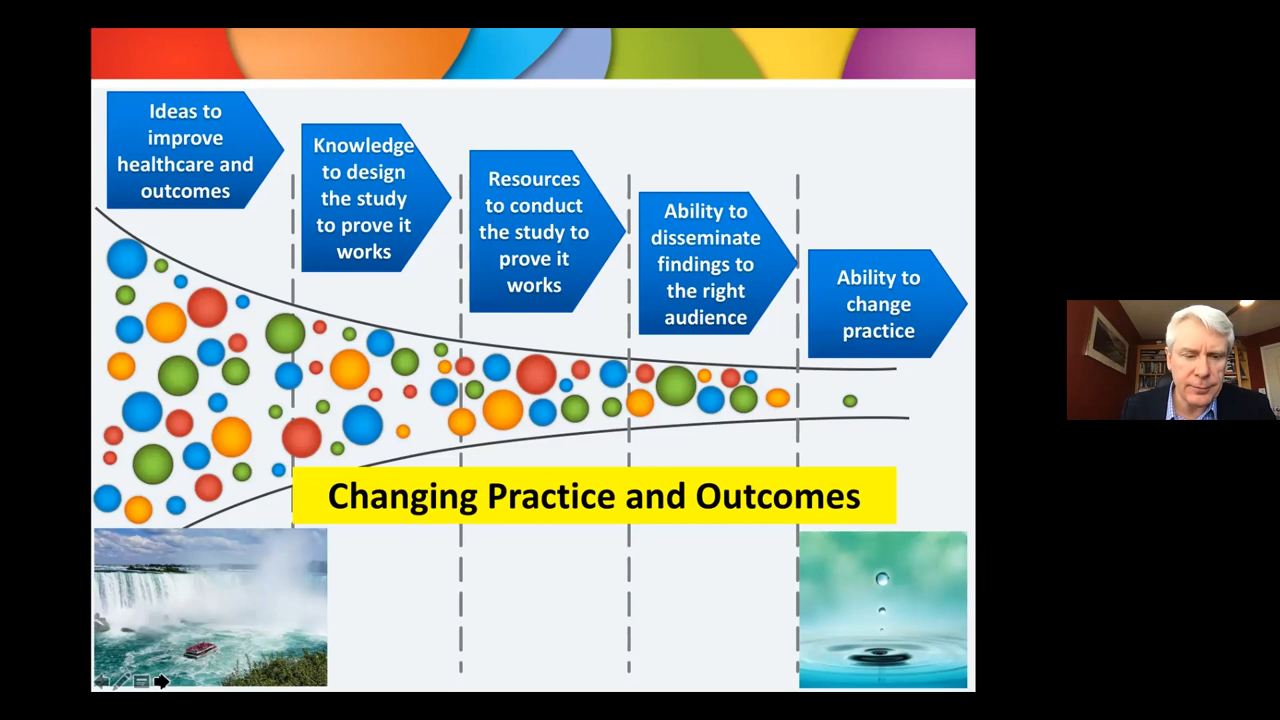 Ideas to
improve
healthcare and
outcomes
Knowledge
to design
the study
to prove it
works
Resources
to conduct
the study to
prove it
works
Ability to
disseminate
findings to
the right
audience
Ability to
change
practice
Changing Practice and Outcomes